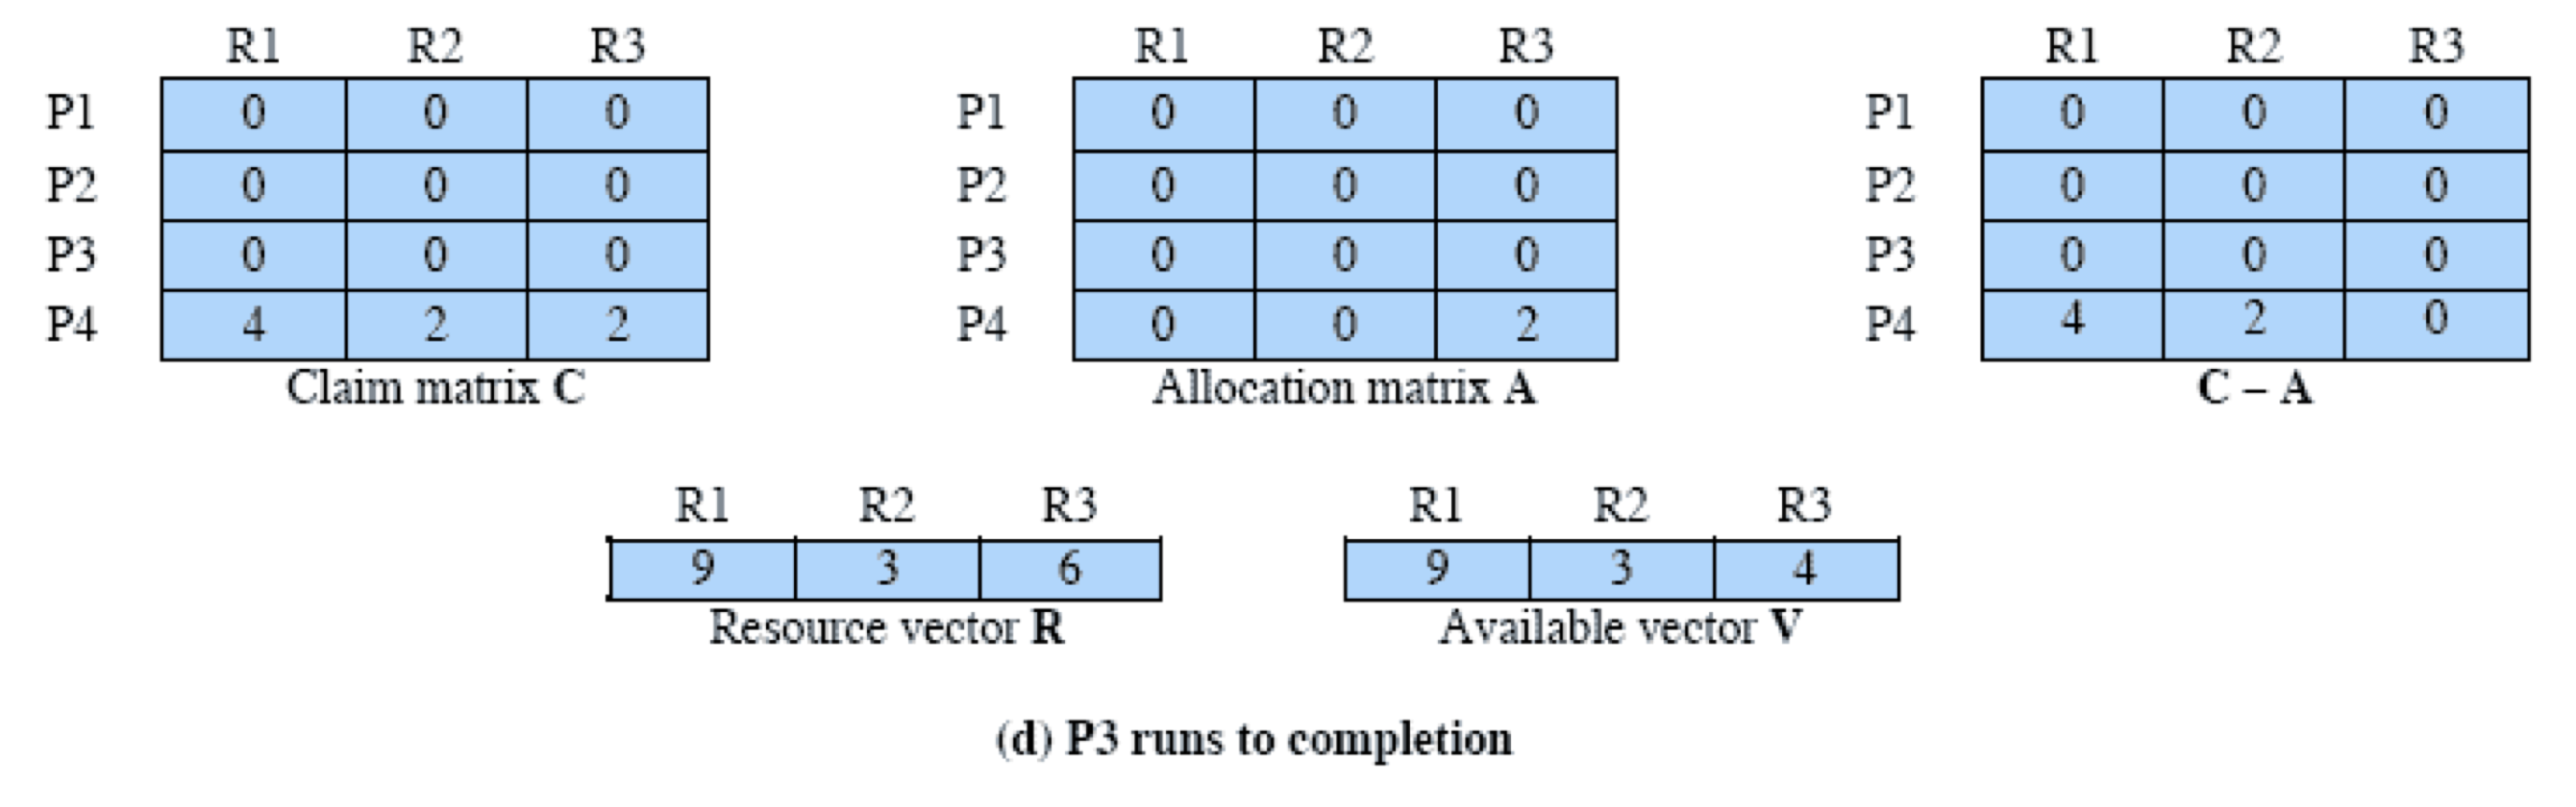 R1 R2 R3 R1 R2 R3 R1 R2 R3
P1 0 0 0 P1 0 0 0 P1 0 0 0
P2 0 0 0 P2 0 0 0 P2 0 0 0
P3 0 0 0 P3 0 0 0 P3 0 0 0
P4 4 2 2 P4 0 0 2 P4 4 2 0
Claim matrix C Allocation matrix A C – A
R1 R2 R3 R1 R2 R3
9 3 6 9 3 4
Resource vector R Available vector V
(d) P3 runs to completion